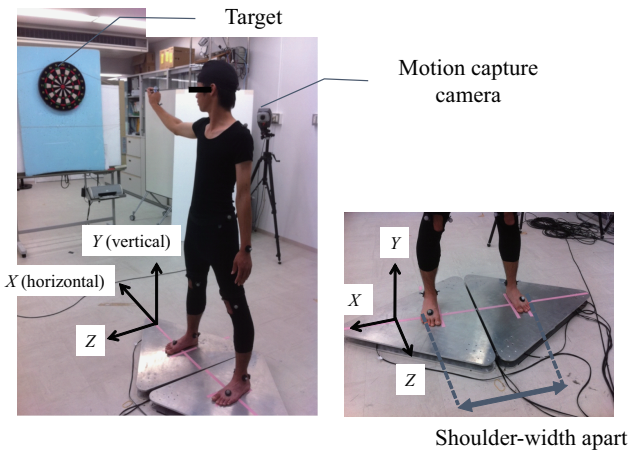 Target
Motion capture
camera
Y (vertical)
X (horizontal)
Z
Y
X
Z
Shoulder-width apart